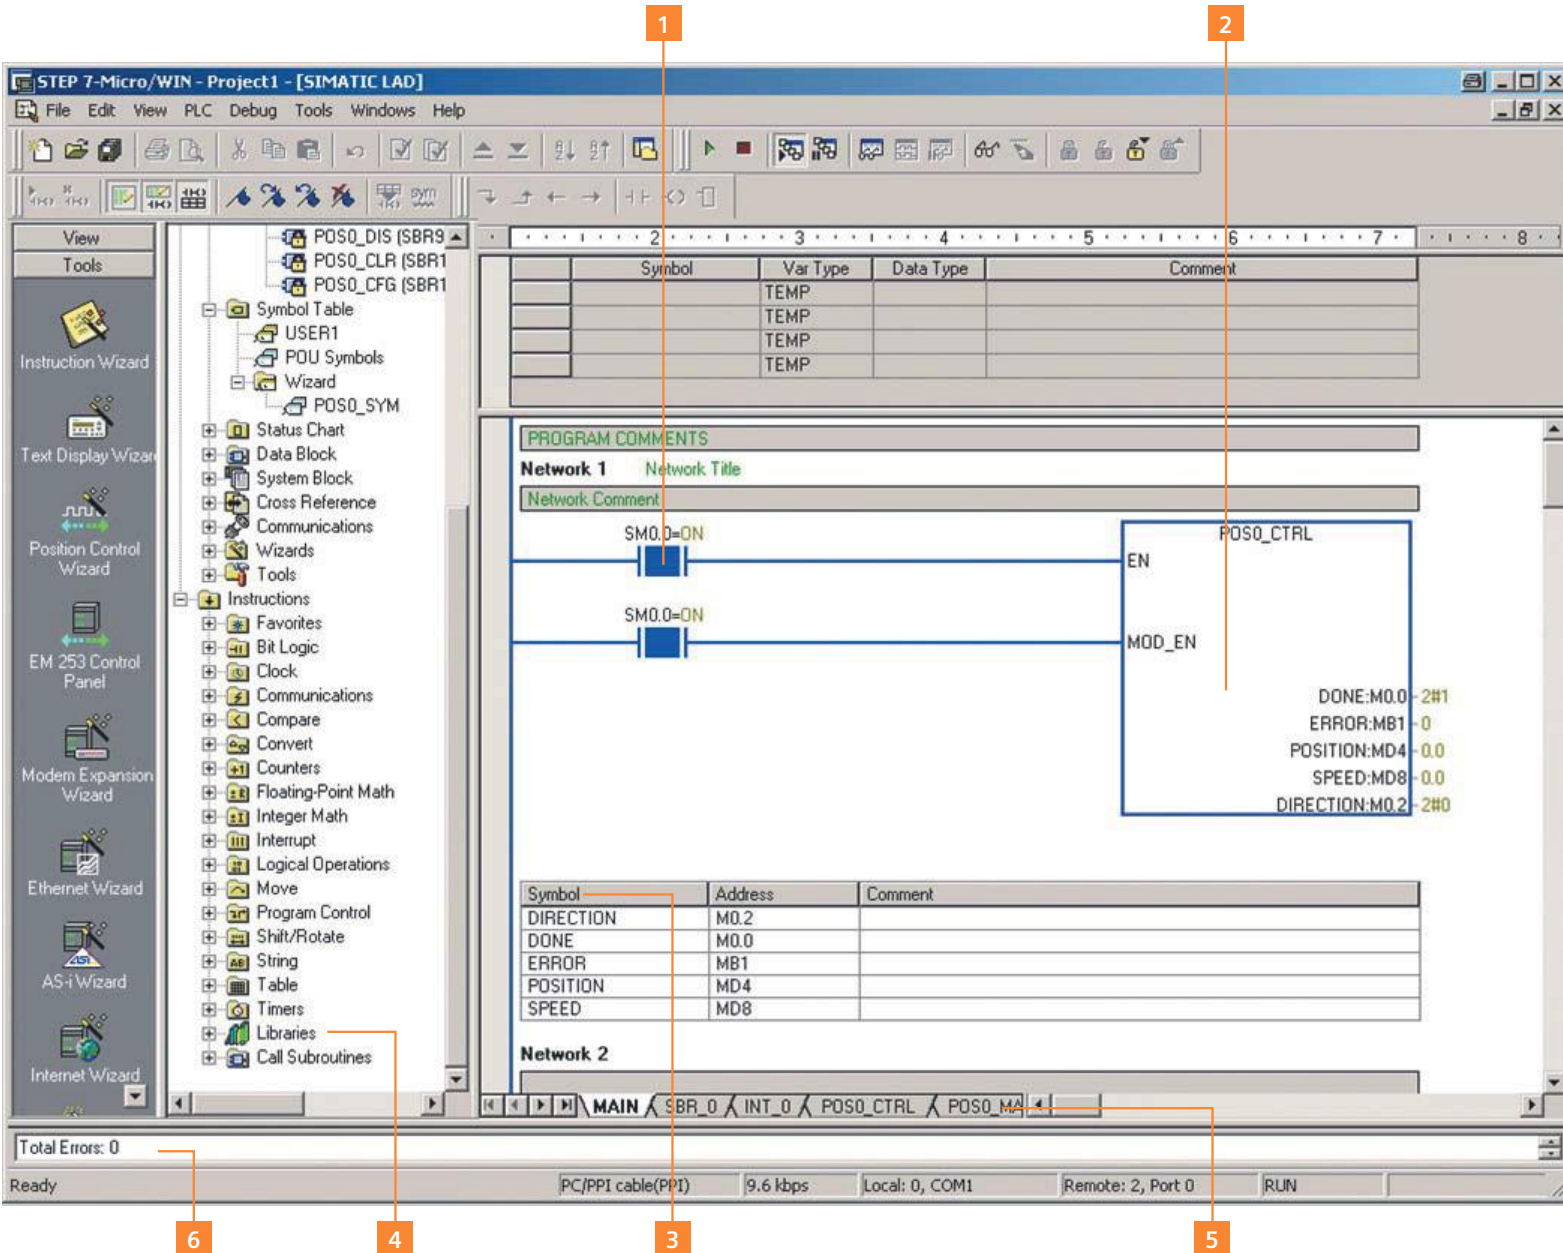 1
2
STEP 7-Micro/WIN - Project1 - [SIMATIC LAD]
File Edit View PLC Debug Tools Windows Help
View
Tools
Instruction Wizard
Text Display Wizar
Position Control
Wizard
EM 253 Control
Panel
Modem Expansion
Wizard
Ethernet Wizard
AS-i Wizard
Internet Wizard
POS0_DIS (SBR9
POS0_CLR (SBR1
POS0_CFG (SBR1
Symbol Table
USER1
POU Symbols
Wizard
POS0_SYM
Status Chart
Data Block
System Block
Cross Reference
Communications
Wizards
Tools
Instructions
Favorites
Bit Logic
Clock
Communications
Compare
Convert
Counters
Floating-Point Math
Integer Math
Interrupt
Logical Operations
Move
Program Control
Shift/Rotate
String
Table
Timers
Libraries
Call Subroutines
2 3 4 5 6 7 8
Symbol Var Type Data Type Comment
TEMP
TEMP
TEMP
TEMP
PROGRAM COMMENTS
Network 1 Network Title
Network Comment
SM0.0=ON
POS0_CTRL
EN
SM0.0=ON
MOD_EN
DONE:M0.0 2#1
ERROR:MB1 0
POSITION:MD4 0.0
SPEED:MD8 0.0
DIRECTION:M0.2 2#0
Symbol Address Comment
DIRECTION M0.2
DONE M0.0
ERROR MB1
POSITION MD4
SPEED MD8
Network 2
MAIN SBR_0 INT_0 POS0_CTRL POS0_MA
Total Errors: 0
Ready PC/PPI cable(PPI) 9.6 kbps Local: 0, COM1 Remote: 2, Port 0 RUN
6 4 3 5